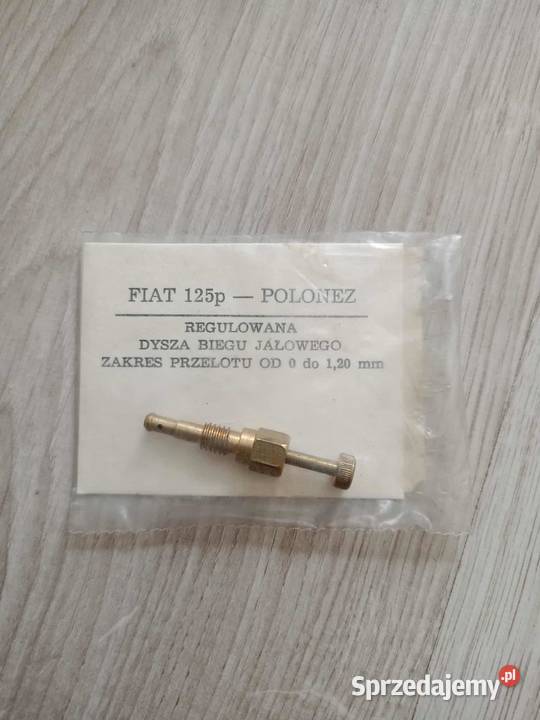 FIAT 125p — POLONEZ
REGULOWANA
DYSZA BIEGU JAŁOWEGO
ZAKRES PRZELOTU OD 0 do 1,20 mm
Sprzedajemy.pl